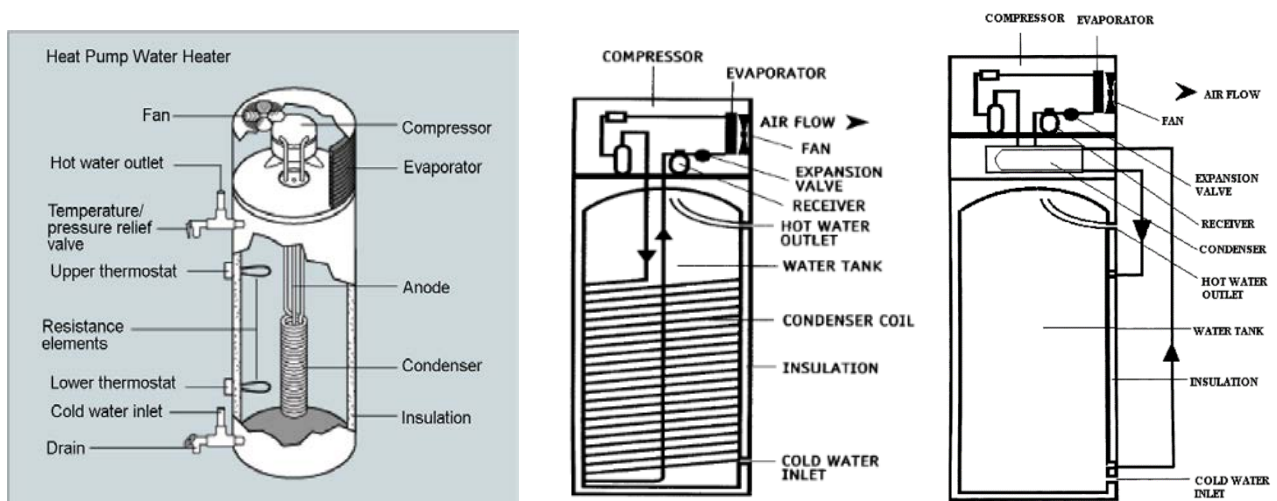 Heat Pump Water Heater
Fan
Hot water outlet
Temperature/
pressure relief
valve
Upper thermostat
Resistance
elements
Lower thermostat
Cold water inlet
Drain
Compressor
Evaporator
Anode
Condenser
Insulation
COMPRESSOR
EVAPORATOR
AIR FLOW
FAN
EXPANSION
VALVE
RECEIVER
HOT WATER
OUTLET
WATER TANK
CONDENSER COIL
INSULATION
COLD WATER
INLET
COMPRESSOR
EVAPORATOR
AIR FLOW
FAN
EXPANSION
VALVE
RECEIVER
CONDENSER
HOT WATER
OUTLET
WATER TANK
INSULATION
COLD WATER
INLET